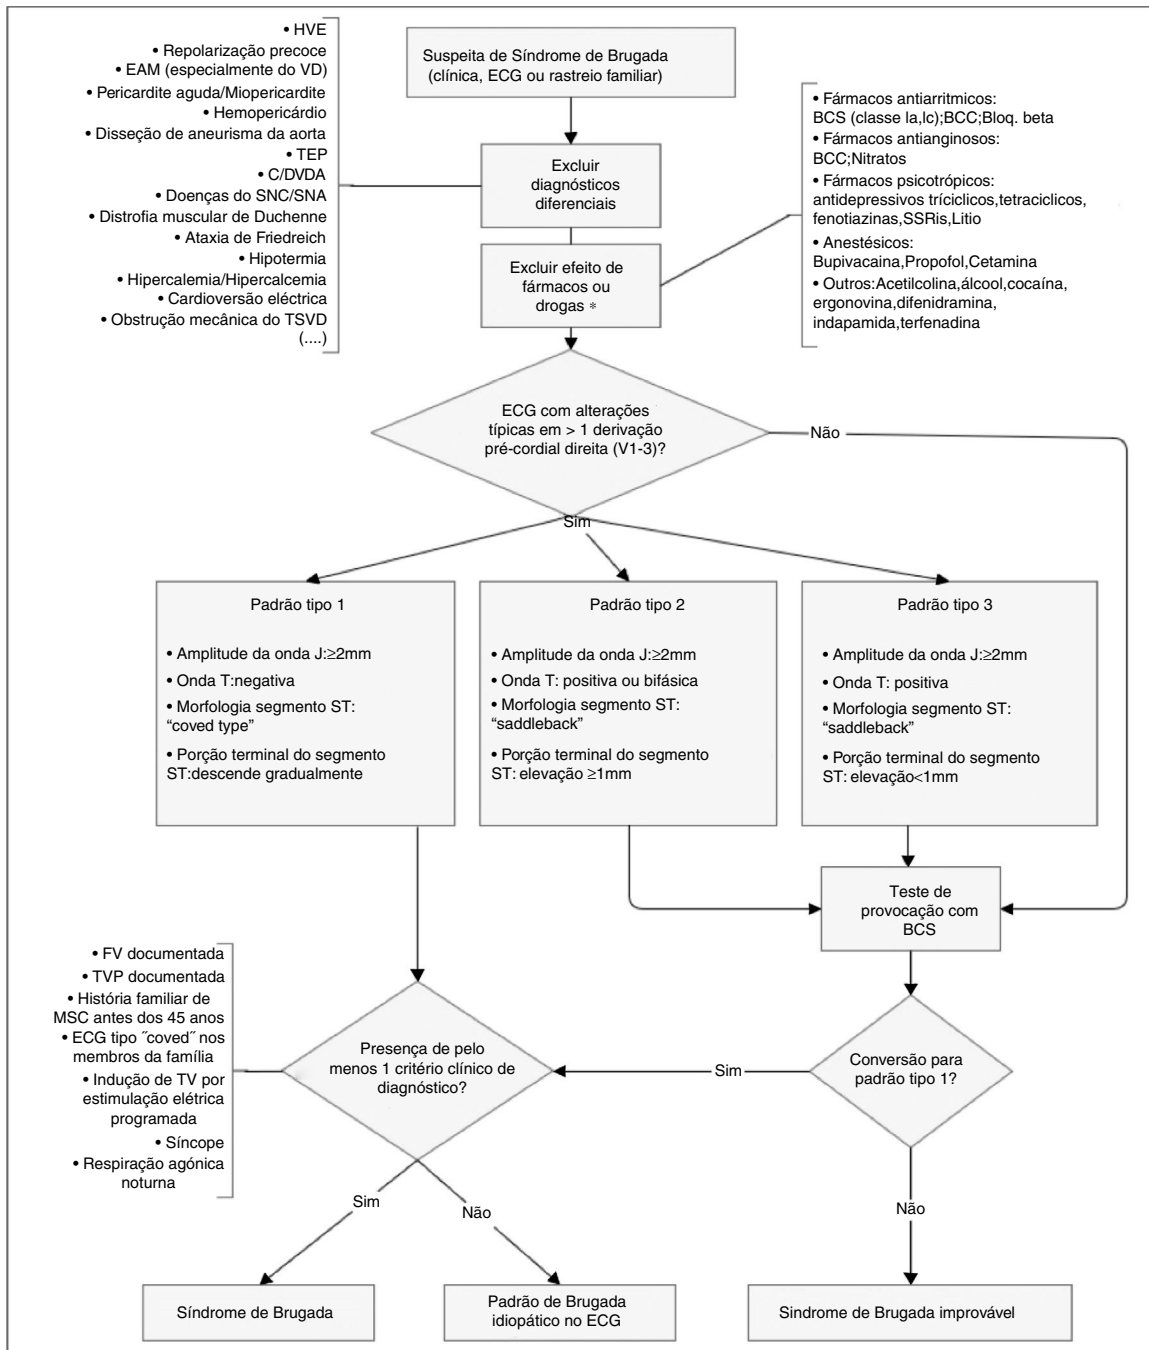 • HVE
• Repolarização precoce
• EAM (especialmente do VD)
• Pericardite aguda/Miopericardite
• Hemopericárdio
• Disseção de aneurisma da aorta
• TEP
• C/DVDA
• Doenças do SNC/SNA
• Distrofia muscular de Duchenne
• Ataxia de Friedreich
• Hipotermia
• Hipercalemia/Hipercalcemia
• Cardioversão eléctrica
• Obstrução mecânica do TSVD
(....)
Suspeita de Síndrome de Brugada
(clínica, ECG ou rastreio familiar)
Excluir
diagnósticos
diferenciais
Excluir efeito de
fármacos ou
drogas *
• Fármacos antiarritmicos:
BCS (classe Ia,Ic);BCC;Bloq. beta
• Fármacos antianginosos:
BCC;Nitratos
• Fármacos psicotrópicos:
antidepressivos tríciclicos,tetraciclicos,
fenotiazinas,SSRis,Litio
• Anestésicos:
Bupivacaina,Propofol,Cetamina
• Outros:Acetilcolina,álcool,cocaína,
ergonovina,difenidramina,
indapamida,terfenadina
ECG com alterações
típicas em > 1 derivação
pré-cordial direita (V1-3)?
Não
Sim
Padrão tipo 1
• Amplitude da onda J:≥2mm
• Onda T:negativa
• Morfologia segmento ST:
“coved type”
• Porção terminal do segmento
ST:descende gradualmente
Padrão tipo 2
• Amplitude da onda J:≥2mm
• Onda T: positiva ou bifásica
• Morfologia segmento ST:
“saddleback”
• Porção terminal do segmento
ST: elevação ≥1mm
Padrão tipo 3
• Amplitude da onda J:≥2mm
• Onda T: positiva
• Morfologia segmento ST:
“saddleback”
• Porção terminal do segmento
ST: elevação<1mm
Teste de
provocação com
BCS
• FV documentada
• TVP documentada
• História familiar de
MSC antes dos 45 anos
• ECG tipo ˝coved˝ nos
membros da família
• Indução de TV por
estimulação elétrica
programada
• Síncope
• Respiração agónica
noturna
Presença de pelo
menos 1 critério clínico de
diagnóstico?
Sim
Conversão para
padrão tipo 1?
Sim
Não
Não
Síndrome de Brugada
Padrão de Brugada
idiopático no ECG
Sindrome de Brugada improvável